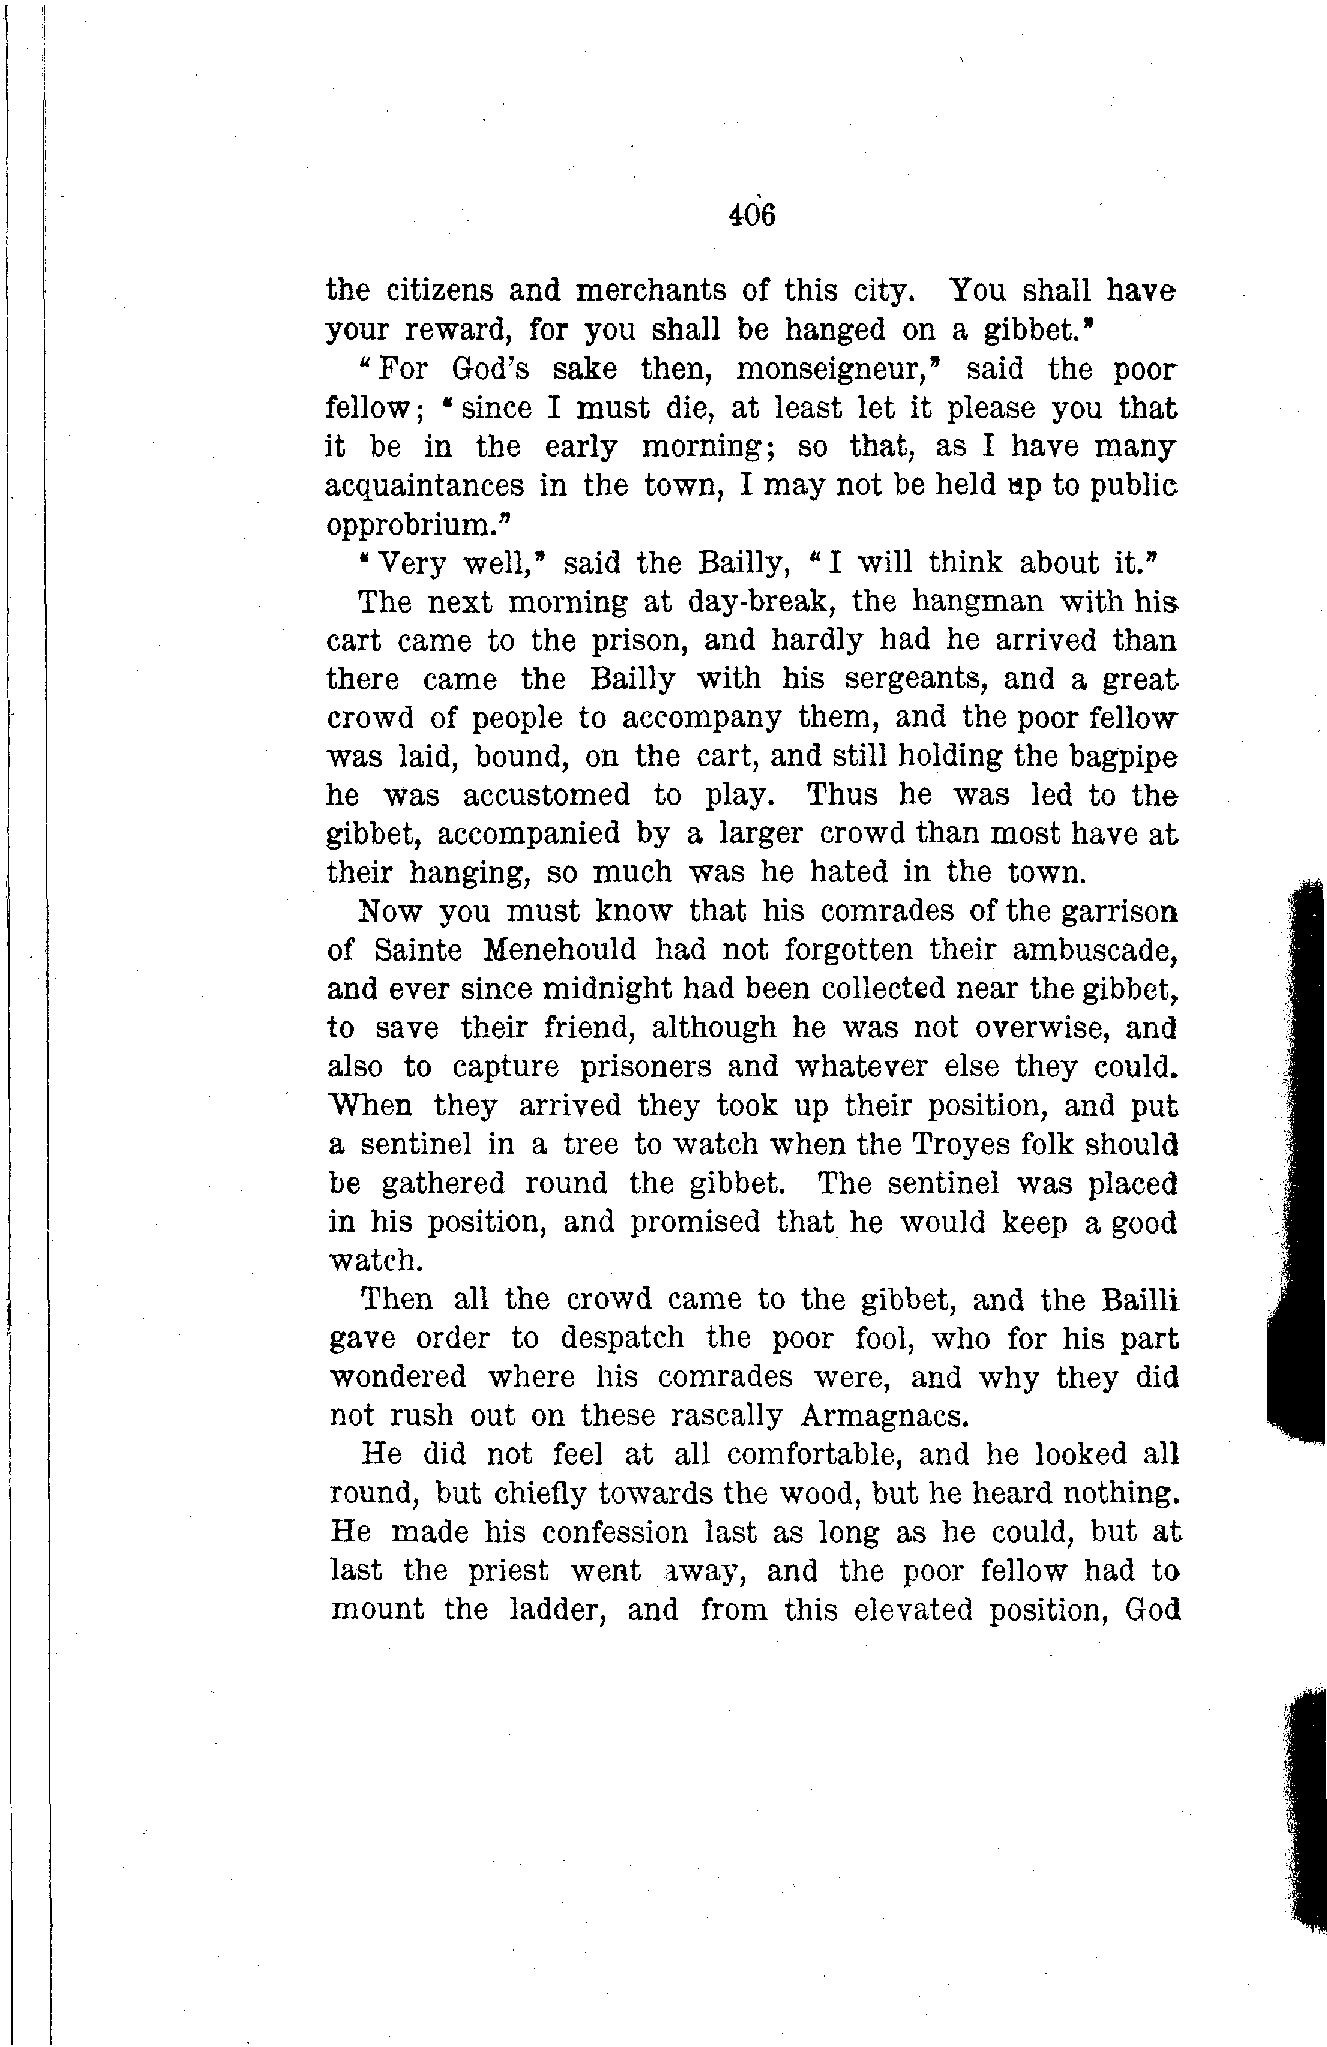 406
the citizens and merchants of this city. You shall have
your reward, for you shall be hanged on a gibbet."
"For God's sake then, monseigneur," said the poor
fellow; "since I must die, at least let it please you that
it be in the early morning; so that, as I have many
acquaintances in the town, I may not be held up to public
opprobrium."
"Very well," said the Bailly, "I will think about it."
The next morning at day-break, the hangman with his
cart came to the prison, and hardly had he arrived than
there came the Bailly with his sergeants, and a great
crowd of people to accompany them, and the poor fellow
was laid, bound, on the cart, and still holding the bagpipe
he was accustomed to play. Thus he was led to the
gibbet, accompanied by a larger crowd than most have at
their hanging, so much was he hated in the town.
Now you must know that his comrades of the garrison
of Sainte Menehould had not forgotten their ambuscade,
and ever since midnight had been collected near the gibbet,
to save their friend, although he was not overwise, and
also to capture prisoners and whatever else they could.
When they arrived they took up their position, and put
a sentinel in a tree to watch when the Troyes folk should
be gathered round the gibbet. The sentinel was placed
in his position, and promised that he would keep a good
watch.
Then all the crowd came to the gibbet, and the Bailli
gave order to despatch the poor fool, who for his part
wondered where his comrades were, and why they did
not rush out on these rascally Armagnacs.
He did not feel at all comfortable, and he looked all
round, but chiefly towards the wood, but he heard nothing.
He made his confession last as long as he could, but at
last the priest went away, and the poor fellow had to
mount the ladder, and from this elevated position, God